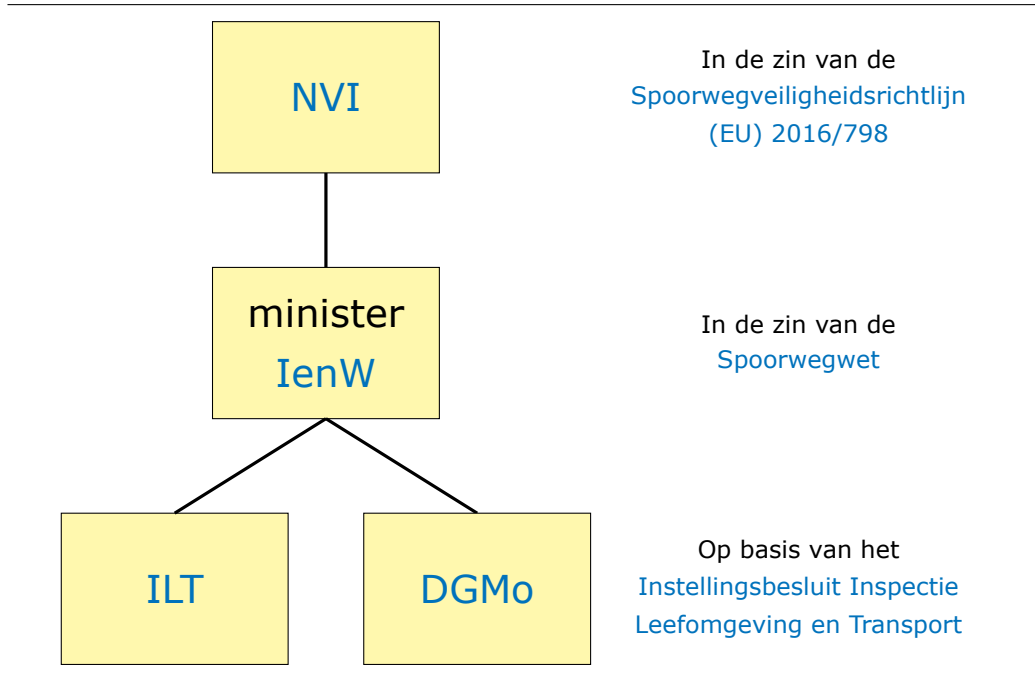 NVI
In de zin van de
Spoorwegveiligheidsrichtlijn
(EU) 2016/798
minister
IenW
In de zin van de
Spoorwegwet
ILT
DGMo
Op basis van het
Instellingsbesluit Inspectie
Leefomgeving en Transport